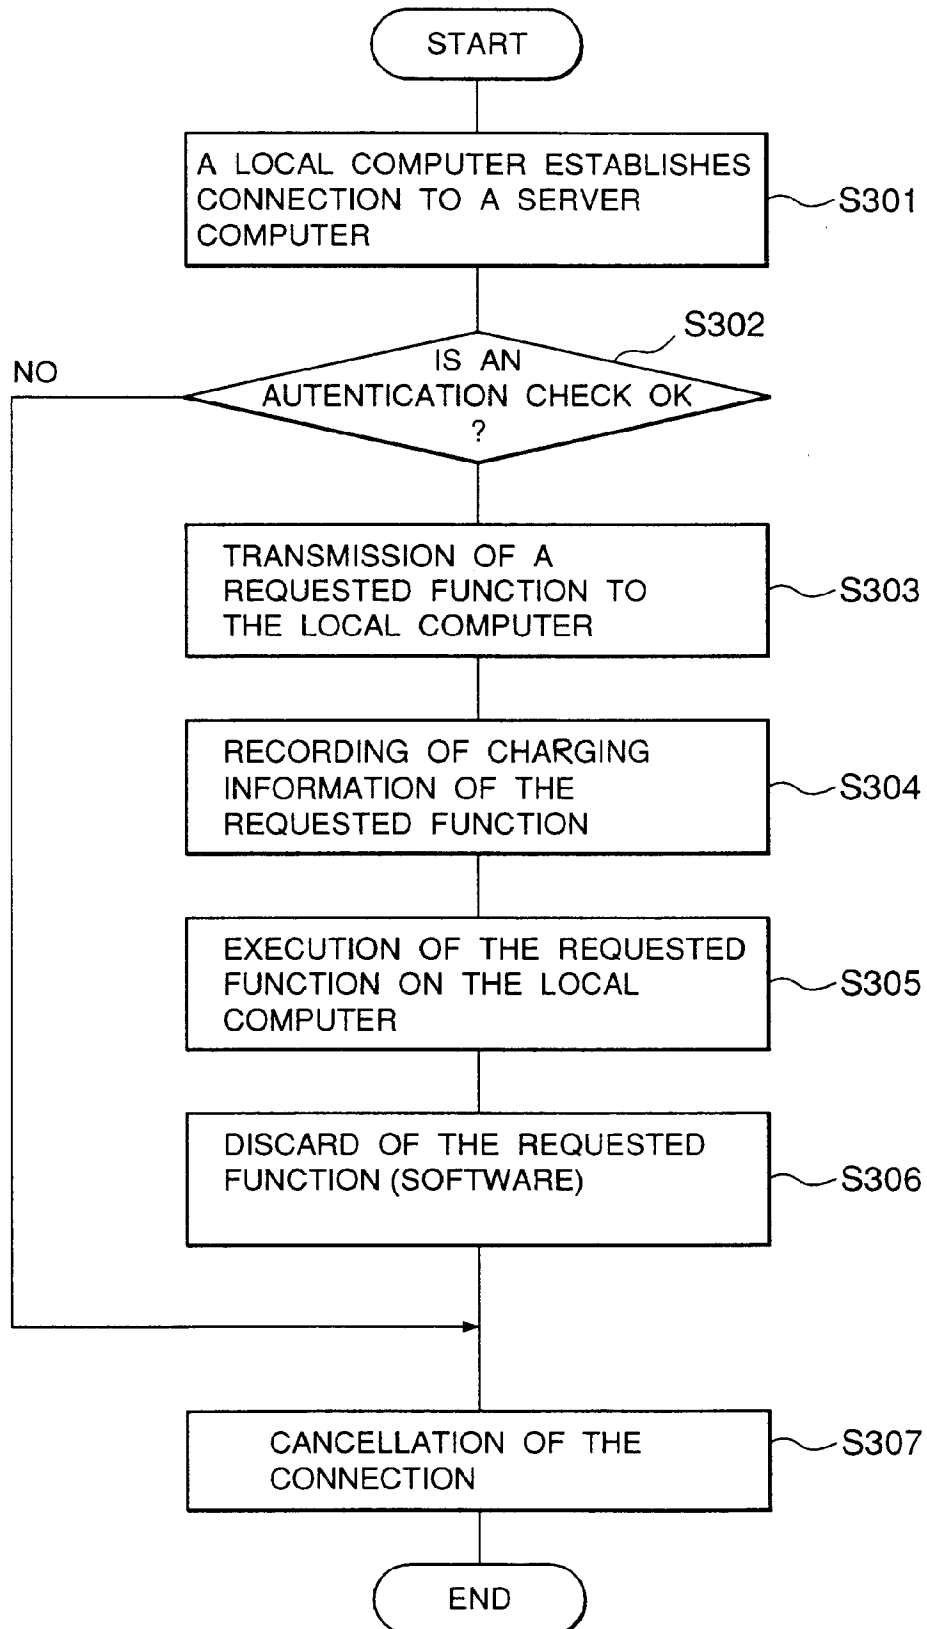 START
A LOCAL COMPUTER ESTABLISHES
CONNECTION TO A SERVER
COMPUTER
S301
S302
NO
IS AN
AUTENTICATION CHECK OK
?
TRANSMISSION OF A
REQUESTED FUNCTION TO
THE LOCAL COMPUTER
S303
RECORDING OF CHARGING
INFORMATION OF THE
REQUESTED FUNCTION
S304
EXECUTION OF THE REQUESTED
FUNCTION ON THE LOCAL
COMPUTER
S305
DISCARD OF THE REQUESTED
FUNCTION (SOFTWARE)
S306
CANCELLATION OF THE
CONNECTION
S307
END